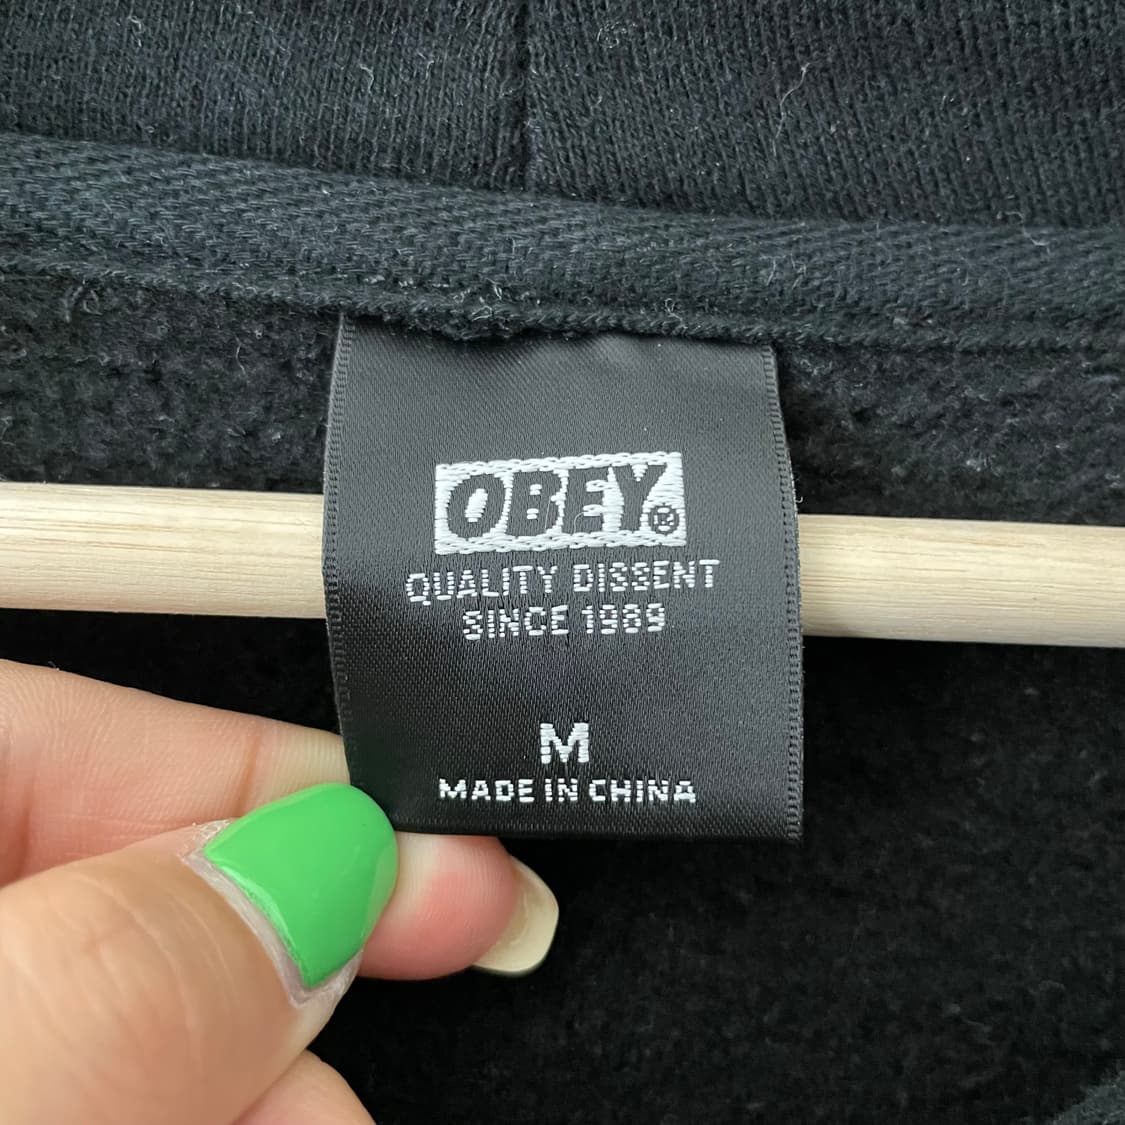 OBEY®
QUALITY DISSENT
SINCE 1989
M
MADE IN CHINA